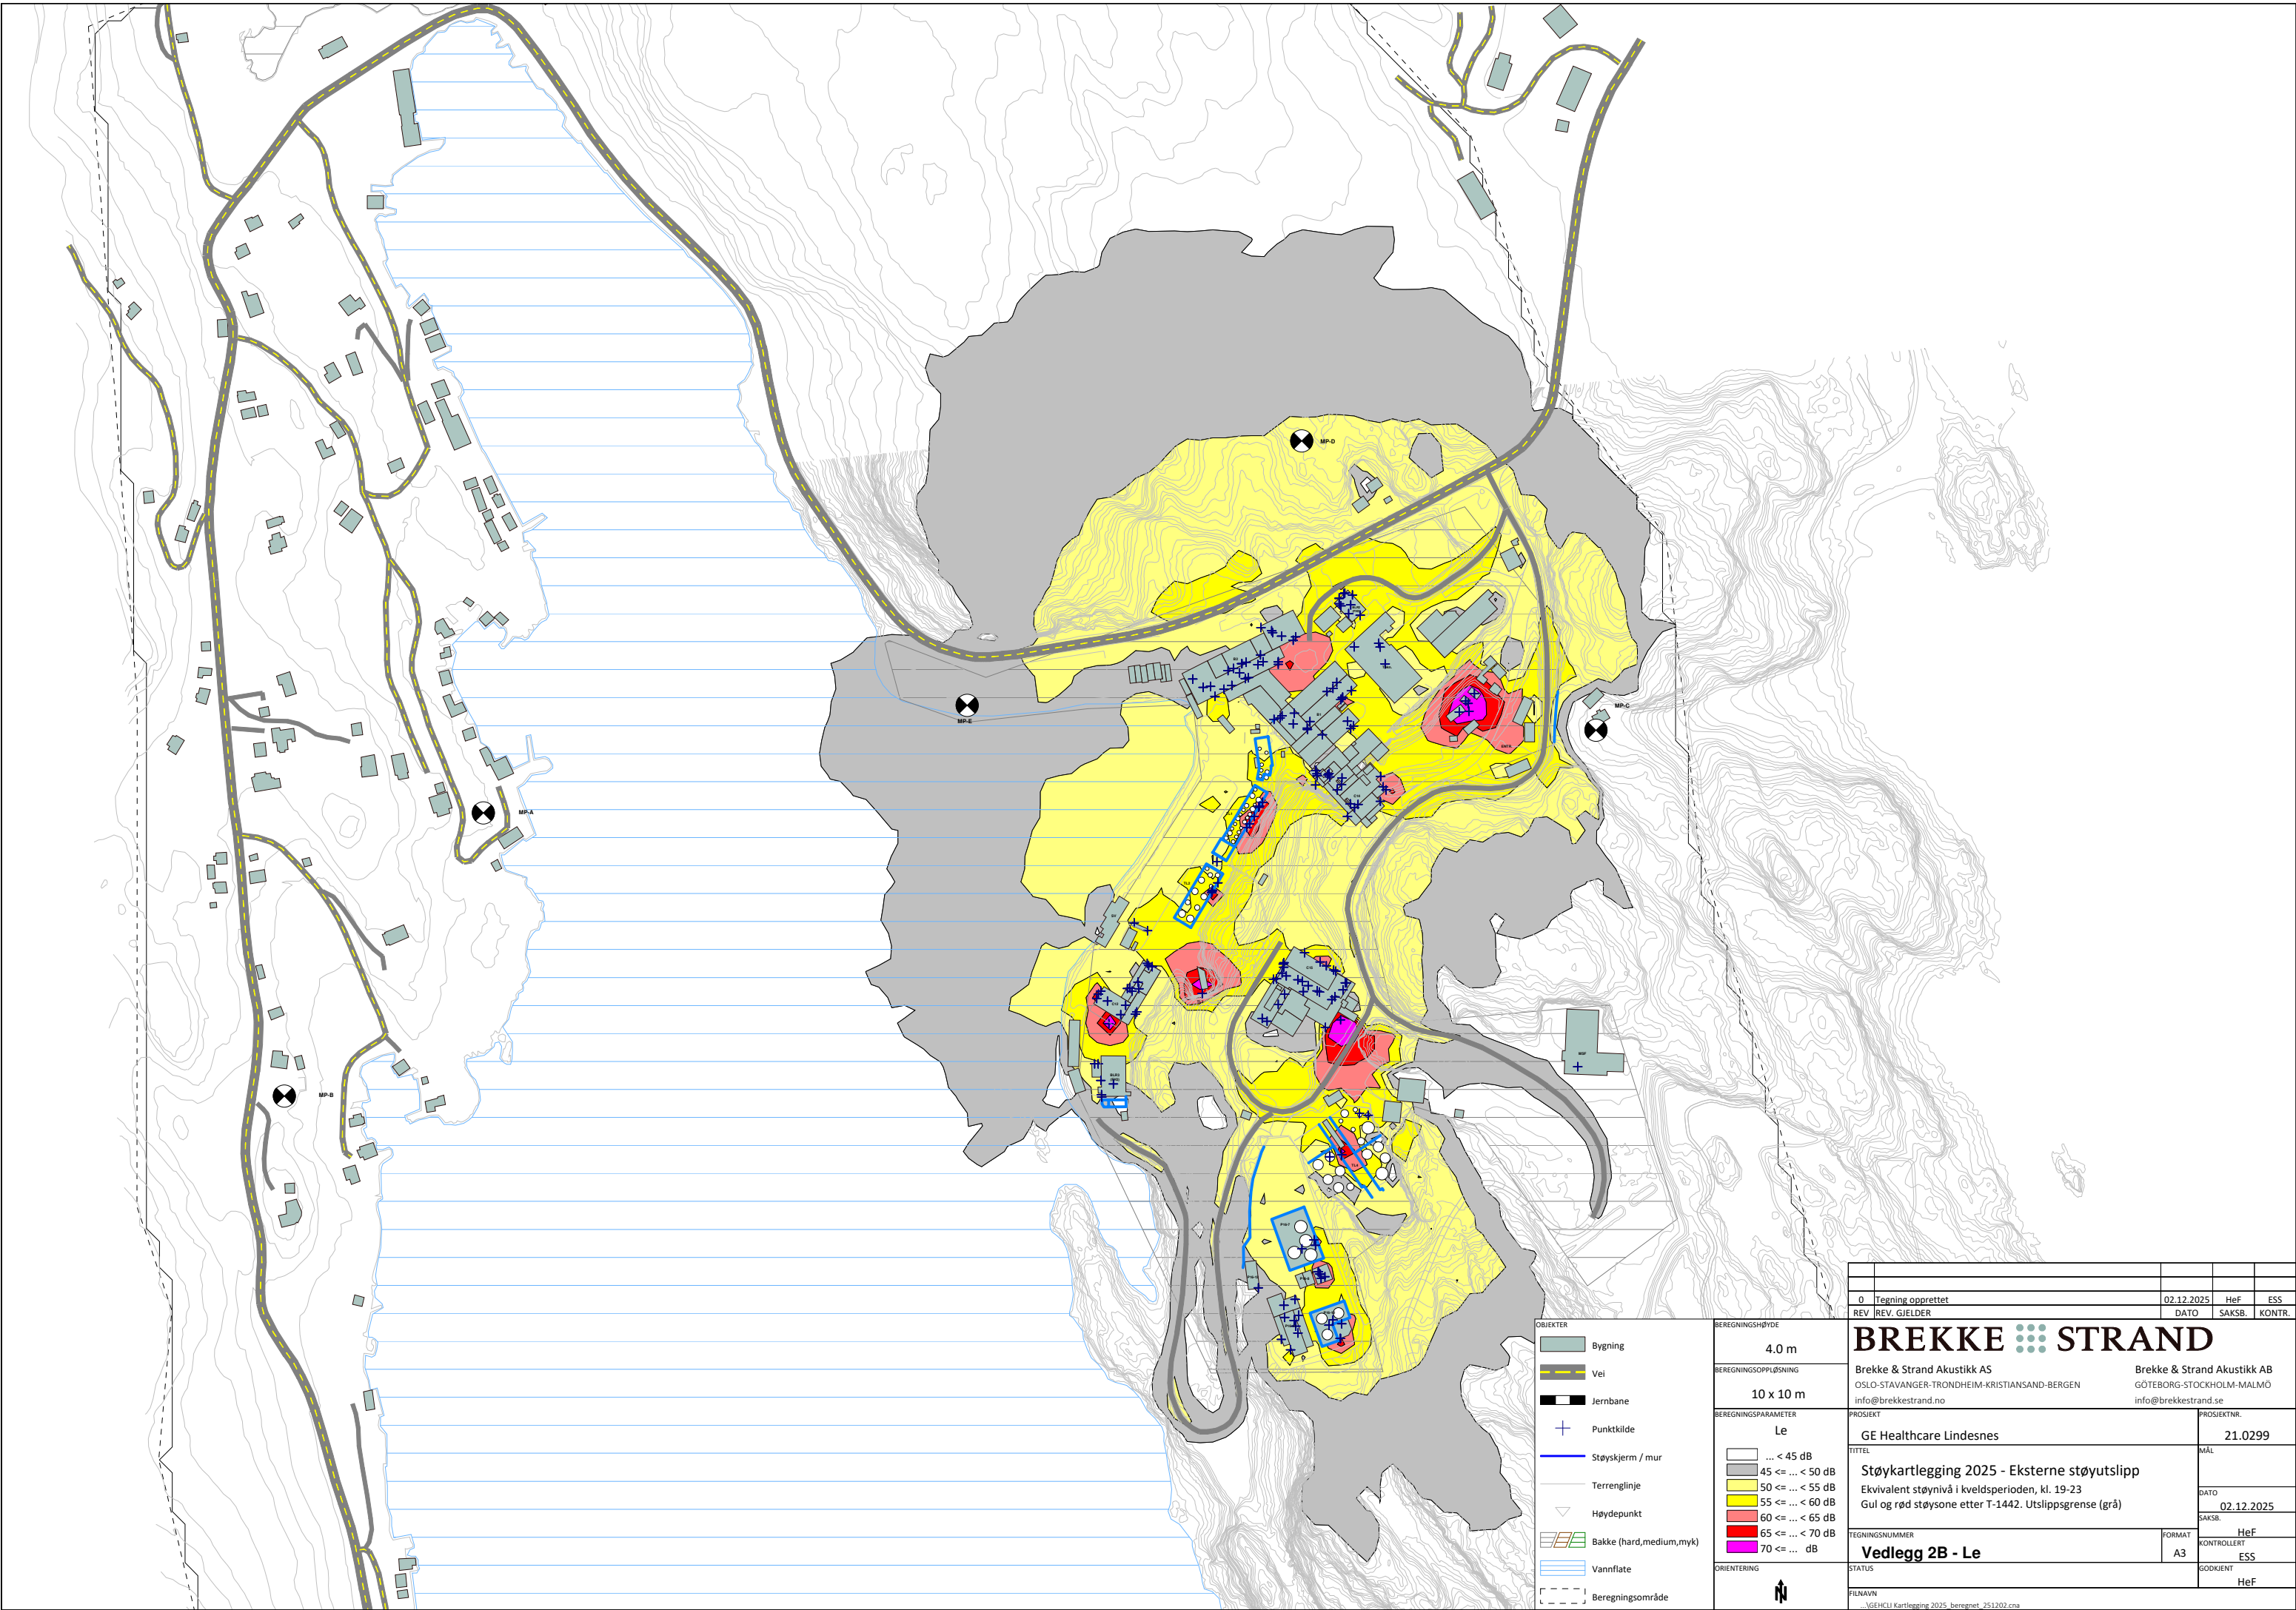 MP-D
MP-C
MP-E
MP-A
MP-B
0 Tegning opprettet 02.12.2025 HeF ESS
REV REV. GJELDER DATO SAKSB. KONTR.
OBJEKTER
Bygning
Vei
Jernbane
Punktkilde
Støyskjerm / mur
Terrenglinje
Høydepunkt
Bakke (hard,medium,myk)
Vannflate
Beregningsområde
BEREGNINGSHØYDE
4.0 m
BEREGNINGSOPPLØSNING
10 x 10 m
BEREGNINGSPARAMETER
Le
... < 45 dB
45 <= ... < 50 dB
50 <= ... < 55 dB
55 <= ... < 60 dB
60 <= ... < 65 dB
65 <= ... < 70 dB
70 <= ... dB
ORIENTERING
N
BREKKE STRAND
Brekke & Strand Akustikk AS Brekke & Strand Akustikk AB
OSLO-STAVANGER-TRONDHEIM-KRISTIANSAND-BERGEN GÖTEBORG-STOCKHOLM-MALMÖ
info@brekkestrand.no info@brekkestrand.se
PROSJEKT
GE Healthcare Lindesnes
PROSJEKTNR.
21.0299
TITTEL
Støykartlegging 2025 - Eksterne støyutslipp
Ekvivalent støynivå i kveldsperioden, kl. 19-23
Gul og rød støysone etter T-1442. Utslippsgrense (grå)
MÅL
DATO
02.12.2025
SAKSB.
HeF
TEGNINGSNUMMER
Vedlegg 2B - Le
FORMAT
A3
KONTROLLERT
ESS
STATUS
GODKJENT
HeF
FILNAVN
...\GEHCLI Kartlegging 2025_beregnet_251202.cna